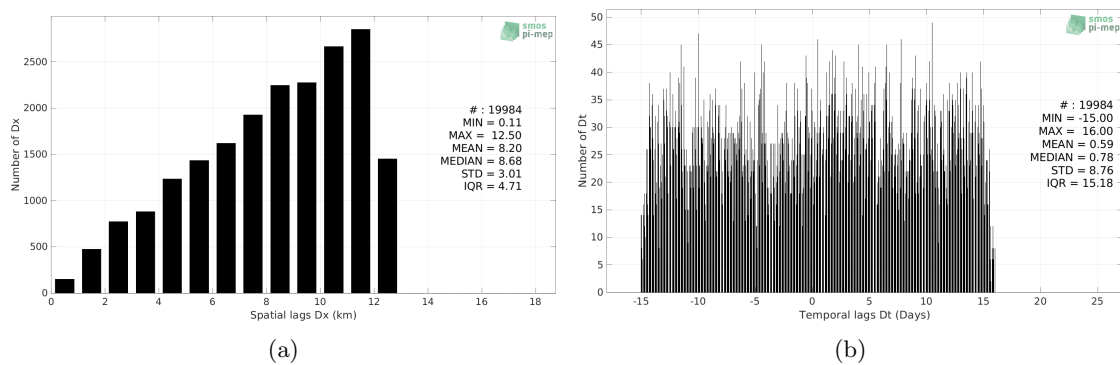 smos
pi-mep
# : 19984
MIN = 0.11
MAX = 12.50
MEAN = 8.20
MEDIAN = 8.68
STD = 3.01
IQR = 4.71
Number of Dx
2500
2000
1500
1000
500
0
0 2 4 6 8 10 12 14 16 18
Spatial lags Dx (km)
(a)
smos
pi-mep
# : 19984
MIN = -15.00
MAX = 16.00
MEAN = 0.59
MEDIAN = 0.78
STD = 8.76
IQR = 15.18
Number of Dt
50
45
40
35
30
25
20
15
10
5
0
-15 -10 -5 0 5 10 15 20 25
Temporal lags Dt (Days)
(b)